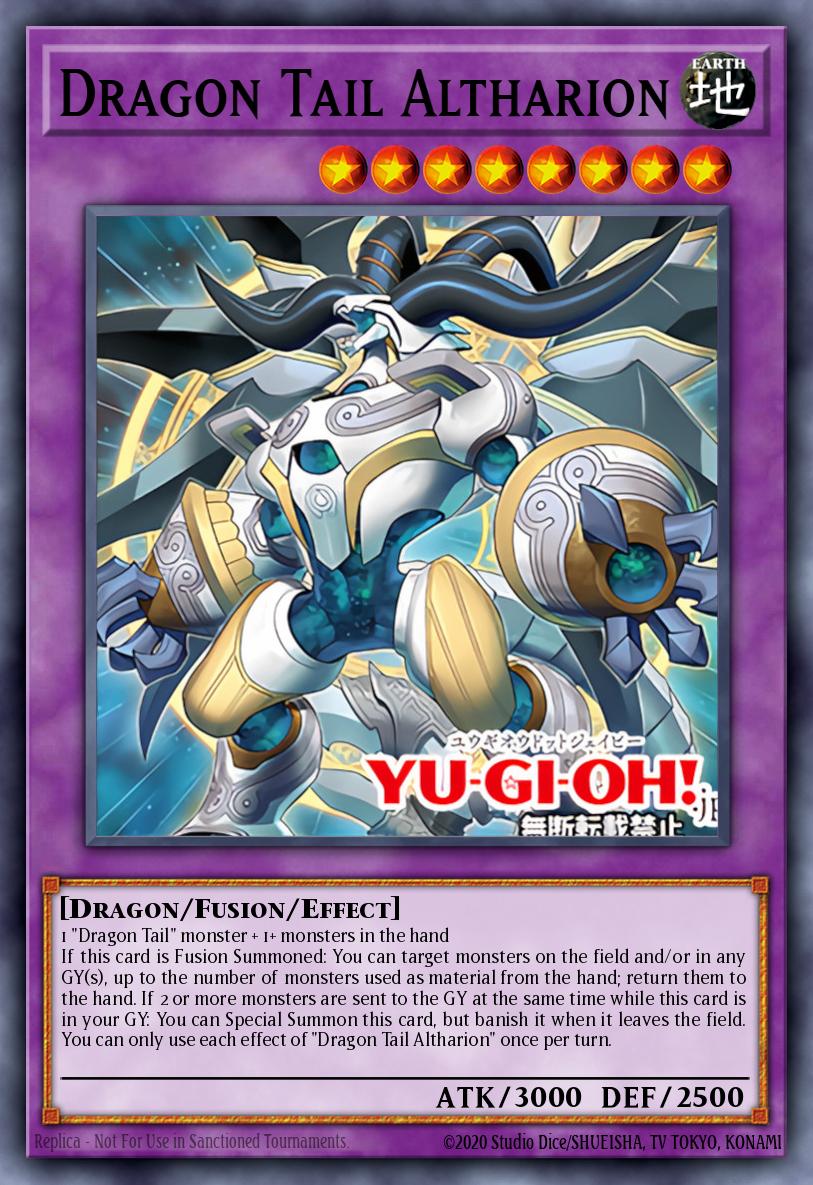 DRAGON TAIL ALTHARION
EARTH
地
ユウギオウドットジェイピー
YU-GI-OH!
.jp
無断転載禁止
[DRAGON/FUSION/EFFECT]
1 "Dragon Tail" monster + 1+ monsters in the hand
If this card is Fusion Summoned: You can target monsters on the field and/or in any
GY(s), up to the number of monsters used as material from the hand; return them to
the hand. If 2 or more monsters are sent to the GY at the same time while this card is
in your GY: You can Special Summon this card, but banish it when it leaves the field.
You can only use each effect of "Dragon Tail Altharion" once per turn.
ATK/3000 DEF/2500
Replica - Not For Use in Sanctioned Tournaments.
©2020 Studio Dice/SHUEISHA, TV TOKYO, KONAMI